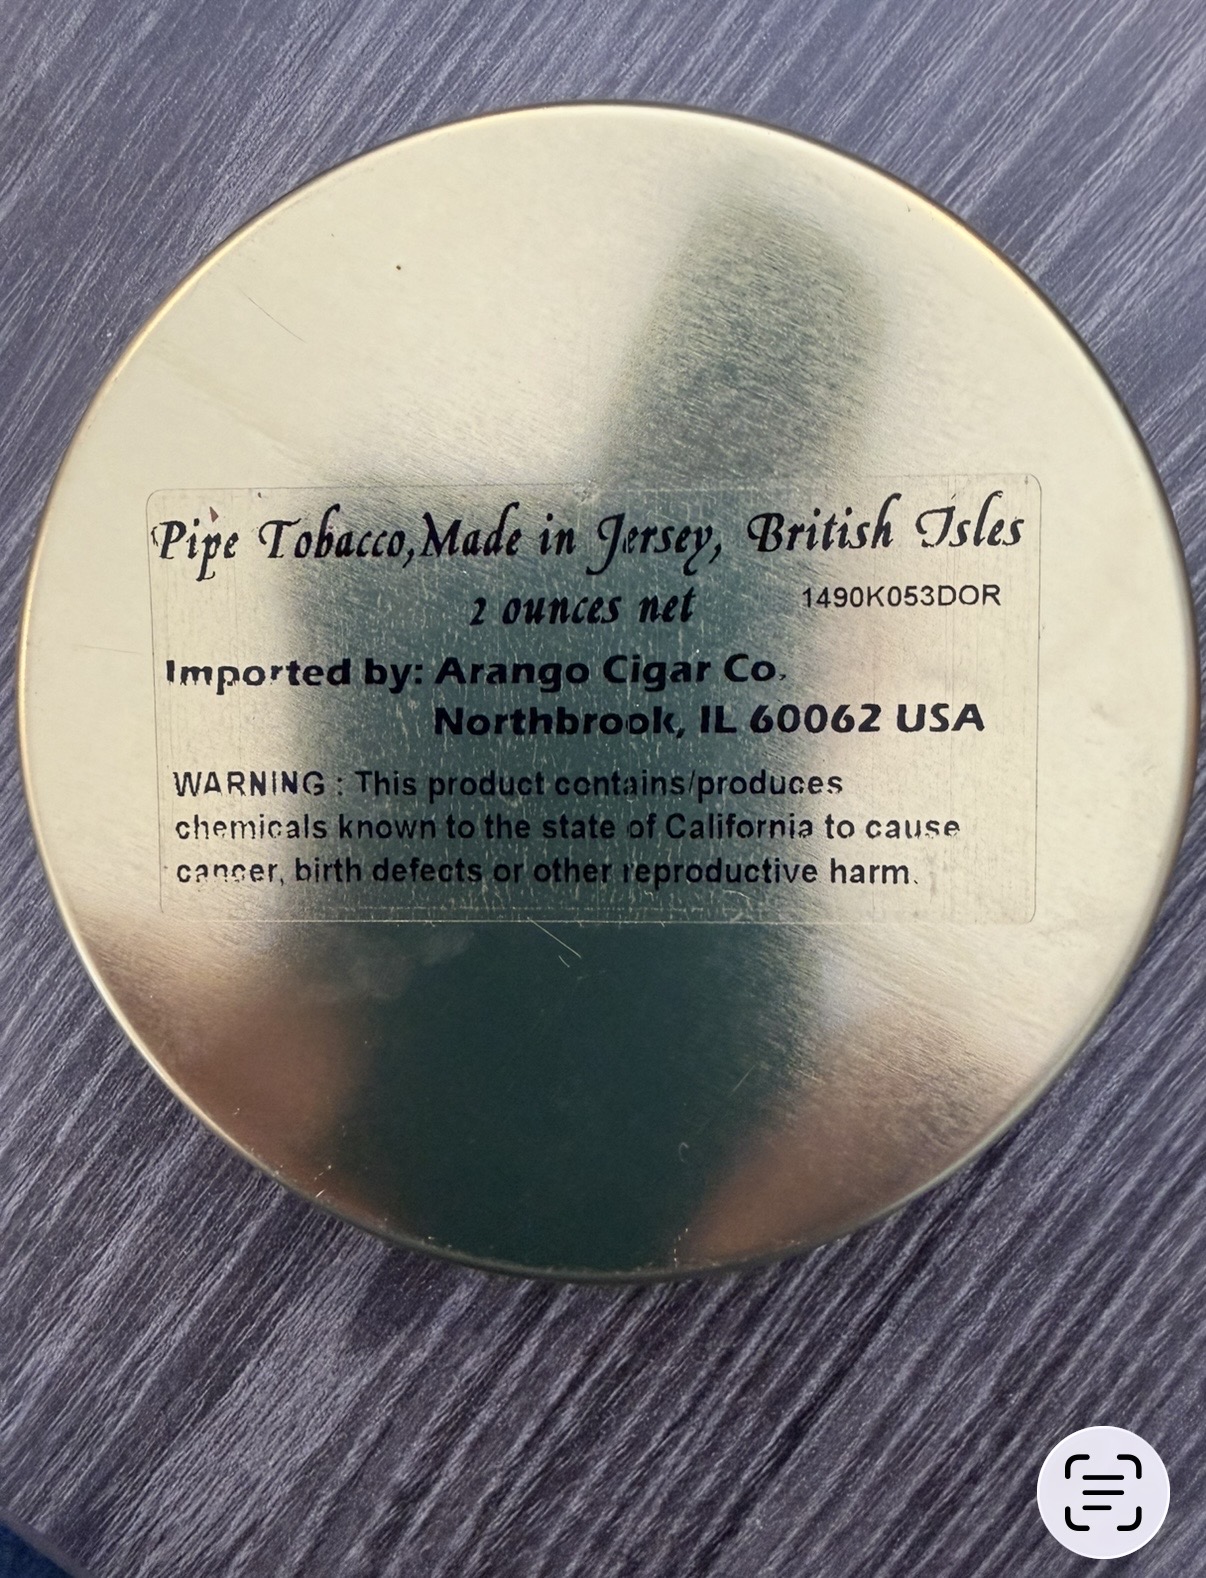 Pipe Tobacco,Made in Jersey, British Isles
2 ounces net 1490K053DOR
Imported by: Arango Cigar Co.
Northbrook, IL 60062 USA
WARNING : This product contains/produces
chemicals known to the state of California to cause
cancer, birth defects or other reproductive harm.